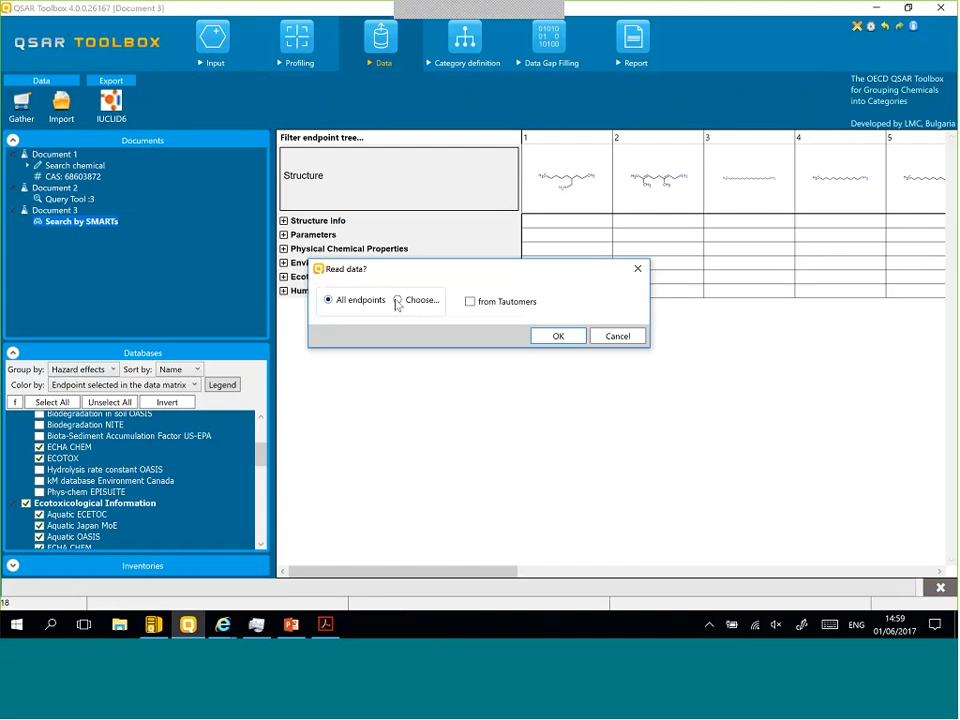 QSAR Toolbox 4.0.0.26167 [Document 3]
QSAR TOOLBOX
Input
Profiling
Data
Category definition
Data Gap Filling
Report
01010
01 0
10100
Data
Export
Gather
Import
IUCLID6
The OECD QSAR Toolbox
for Grouping Chemicals
into Categories
Developed by LMC, Bulgaria
Documents
Document 1
Search chemical
CAS: 68603872
Document 2
Query Tool :3
Document 3
Search by SMARTs
Filter endpoint tree...
1
2
3
4
5
Structure
Structure info
Parameters
Physical Chemical Properties
Envi
Ecot
Hum
Read data?
All endpoints
Choose...
from Tautomers
OK
Cancel
Databases
Group by: Hazard effects
Sort by: Name
Color by: Endpoint selected in the data matrix
Legend
f
Select All
Unselect All
Invert
Biodegradation in soil OASIS
Biodegradation NITE
Biota-Sediment Accumulation Factor US-EPA
ECHA CHEM
ECOTOX
Hydrolysis rate constant OASIS
kM database Environment Canada
Phys-chem EPISUITE
Ecotoxicological Information
Aquatic ECETOC
Aquatic Japan MoE
Aquatic OASIS
ECHA CHEM
Inventories
18
ENG
14:59
01/06/2017